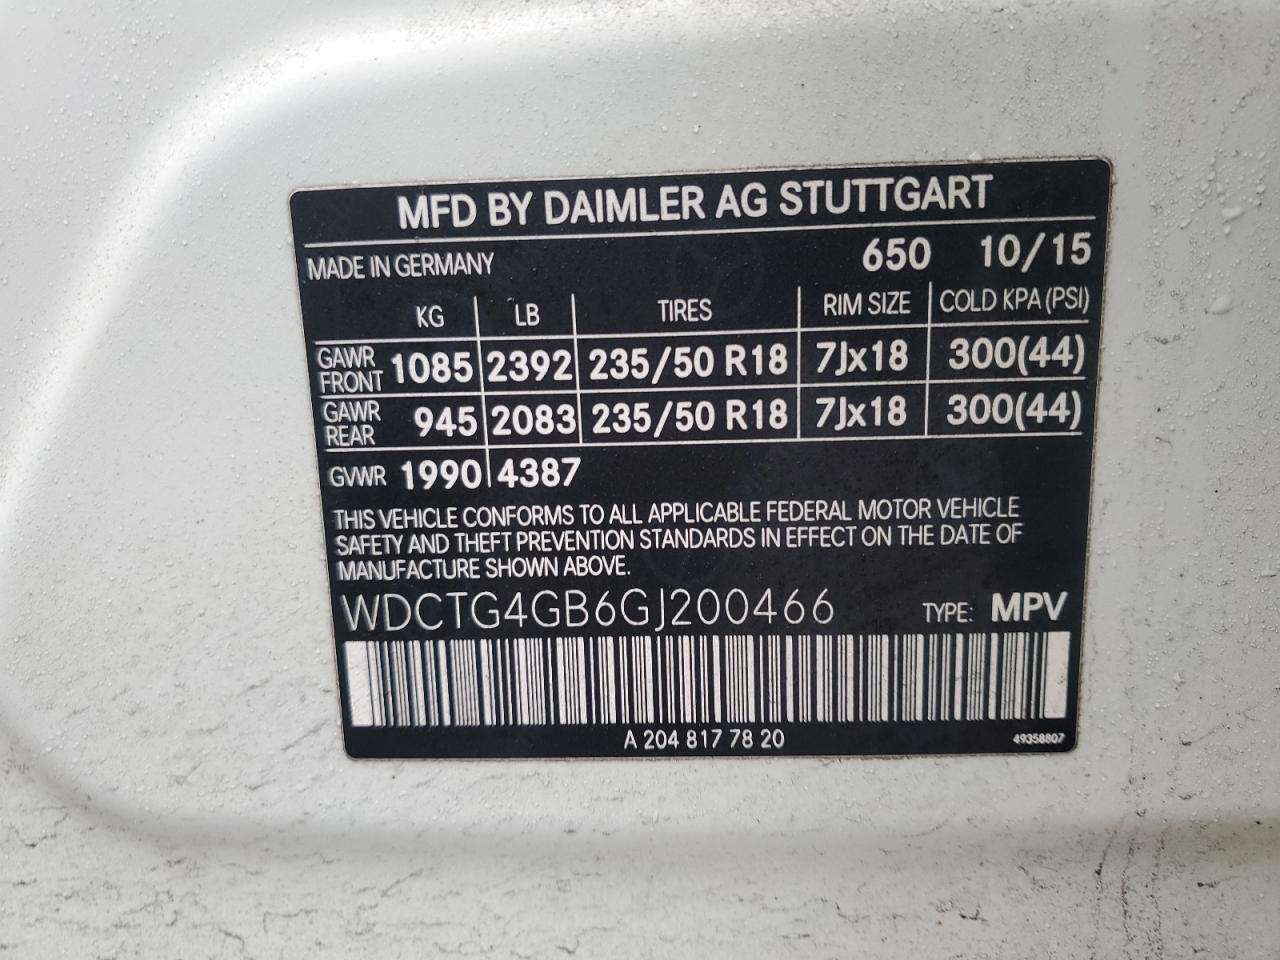 MFD BY DAIMLER AG STUTTGART
MADE IN GERMANY 650 10/15
KG LB TIRES RIM SIZE COLD KPA (PSI)
GAWR FRONT 1085 2392 235/50 R18 7Jx18 300(44)
GAWR REAR 945 2083 235/50 R18 7Jx18 300(44)
GVWR 1990 4387
THIS VEHICLE CONFORMS TO ALL APPLICABLE FEDERAL MOTOR VEHICLE
SAFETY AND THEFT PREVENTION STANDARDS IN EFFECT ON THE DATE OF
MANUFACTURE SHOWN ABOVE.
WDCTG4GB6GJ200466 TYPE: MPV
A 204 817 78 20 49358807